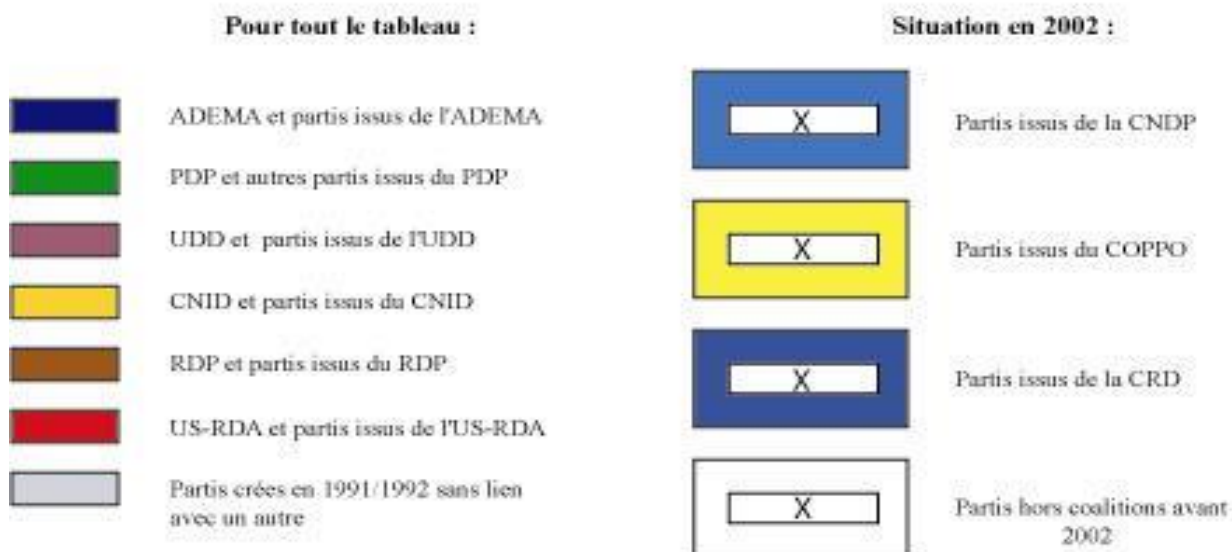 Pour tout le tableau :
ADEMA et partis issus de l'ADEMA
PDP et autres partis issus du PDP
UDD et partis issus de l'UDD
CNID et partis issus du CNID
RDP et partis issus du RDP
US-RDA et partis issus de l'US-RDA
Partis crées en 1991/1992 sans lien
avec un autre
Situation en 2002 :
X
Partis issus de la CNDP
X
Partis issus du COPPO
X
Partis issus de la CRD
X
Partis hors coalitions avant
2002